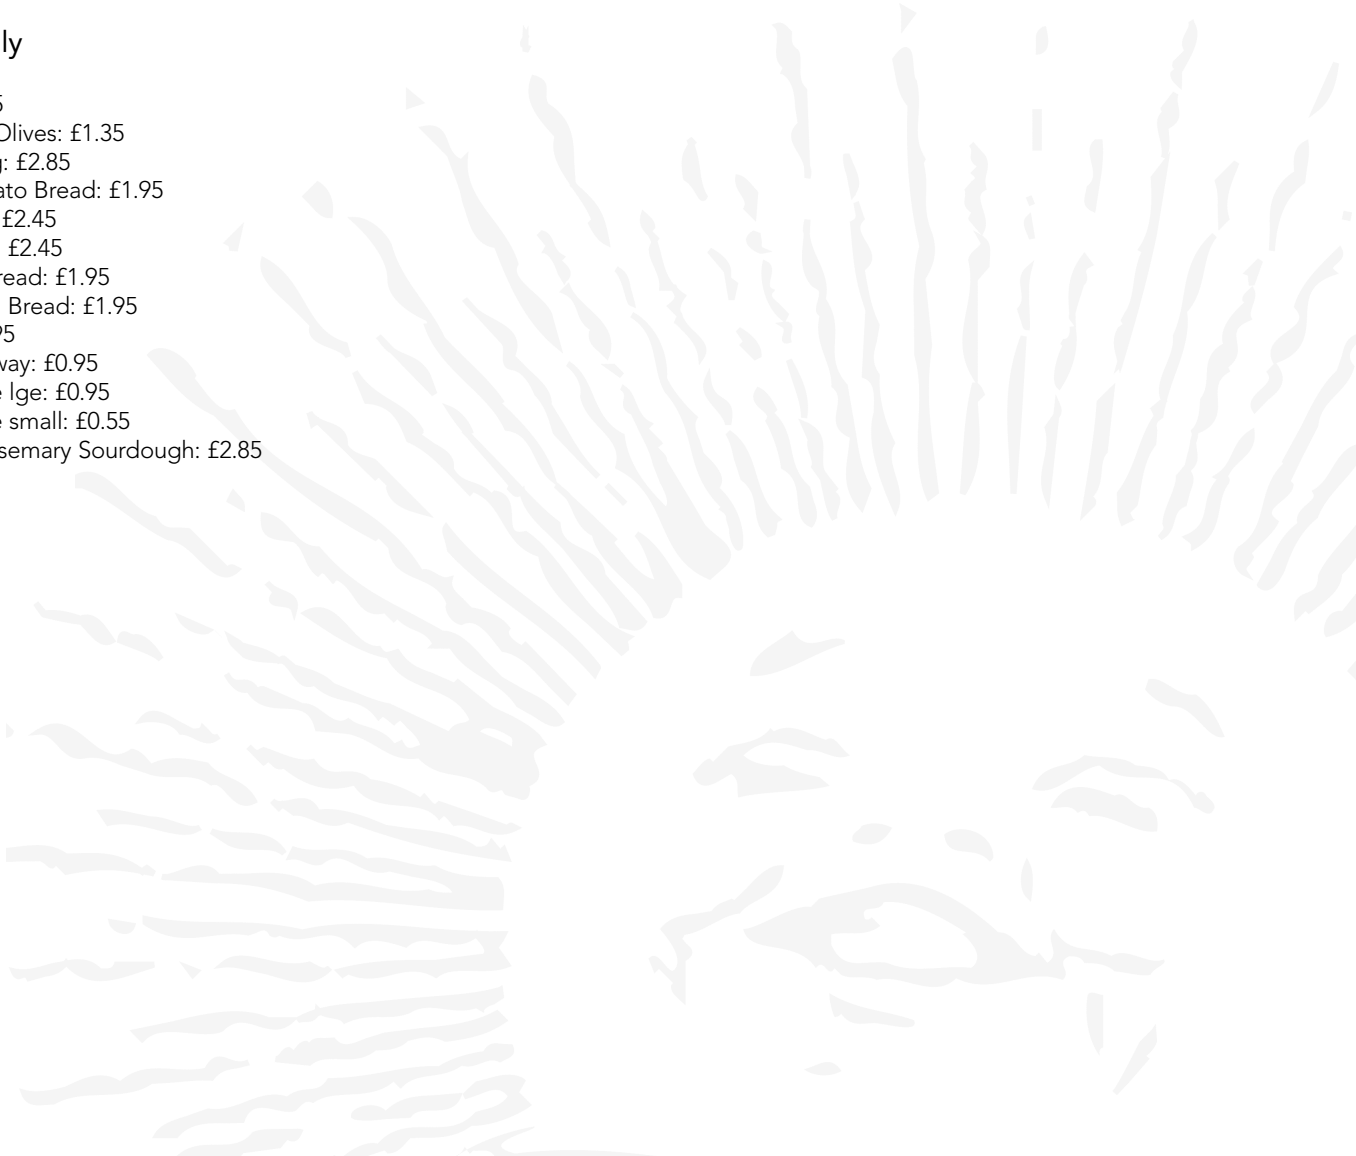 ly
5
Olives: £1.35
g: £2.85
ato Bread: £1.95
£2.45
£2.45
read: £1.95
Bread: £1.95
95
way: £0.95
e lge: £0.95
e small: £0.55
semary Sourdough: £2.85